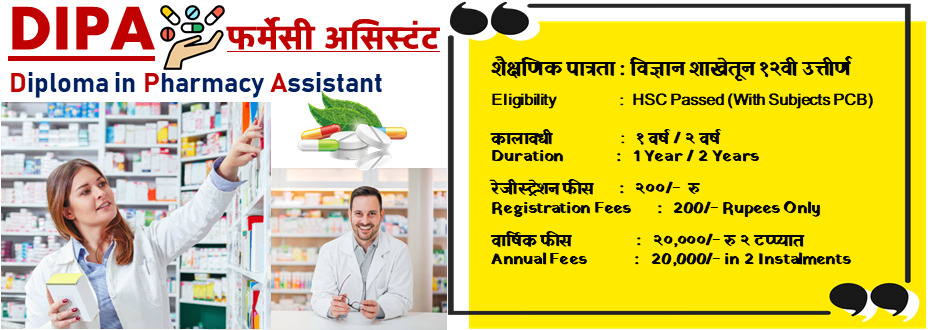 DIPA फर्मेसी असिस्टंट
Diploma in Pharmacy Assistant
शैक्षणिक पात्रता : विज्ञान शाखेतून १२वी उत्तीर्ण
Eligibility : HSC Passed (With Subjects PCB)
कालावधी : १ वर्ष / २ वर्ष
Duration : 1 Year / 2 Years
रेजीस्ट्रेशन फीस : २००/- रु
Registration Fees : 200/- Rupees Only
वार्षिक फीस : २०,०००/- रु २ टप्प्यात
Annual Fees : 20,000/- in 2 Instalments